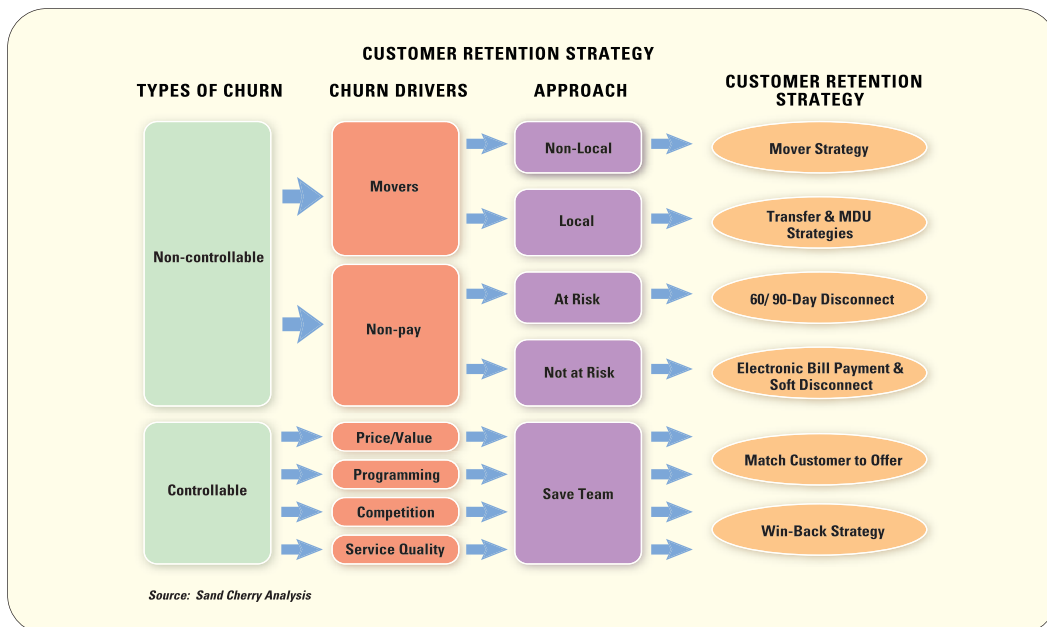 CUSTOMER RETENTION STRATEGY
TYPES OF CHURN
CHURN DRIVERS
APPROACH
CUSTOMER RETENTION
STRATEGY
Non-controllable
Movers
Non-Local
Mover Strategy
Local
Transfer & MDU
Strategies
Non-pay
At Risk
60/ 90-Day Disconnect
Not at Risk
Electronic Bill Payment &
Soft Disconnect
Controllable
Price/Value
Programming
Competition
Service Quality
Save Team
Match Customer to Offer
Win-Back Strategy
Source: Sand Cherry Analysis